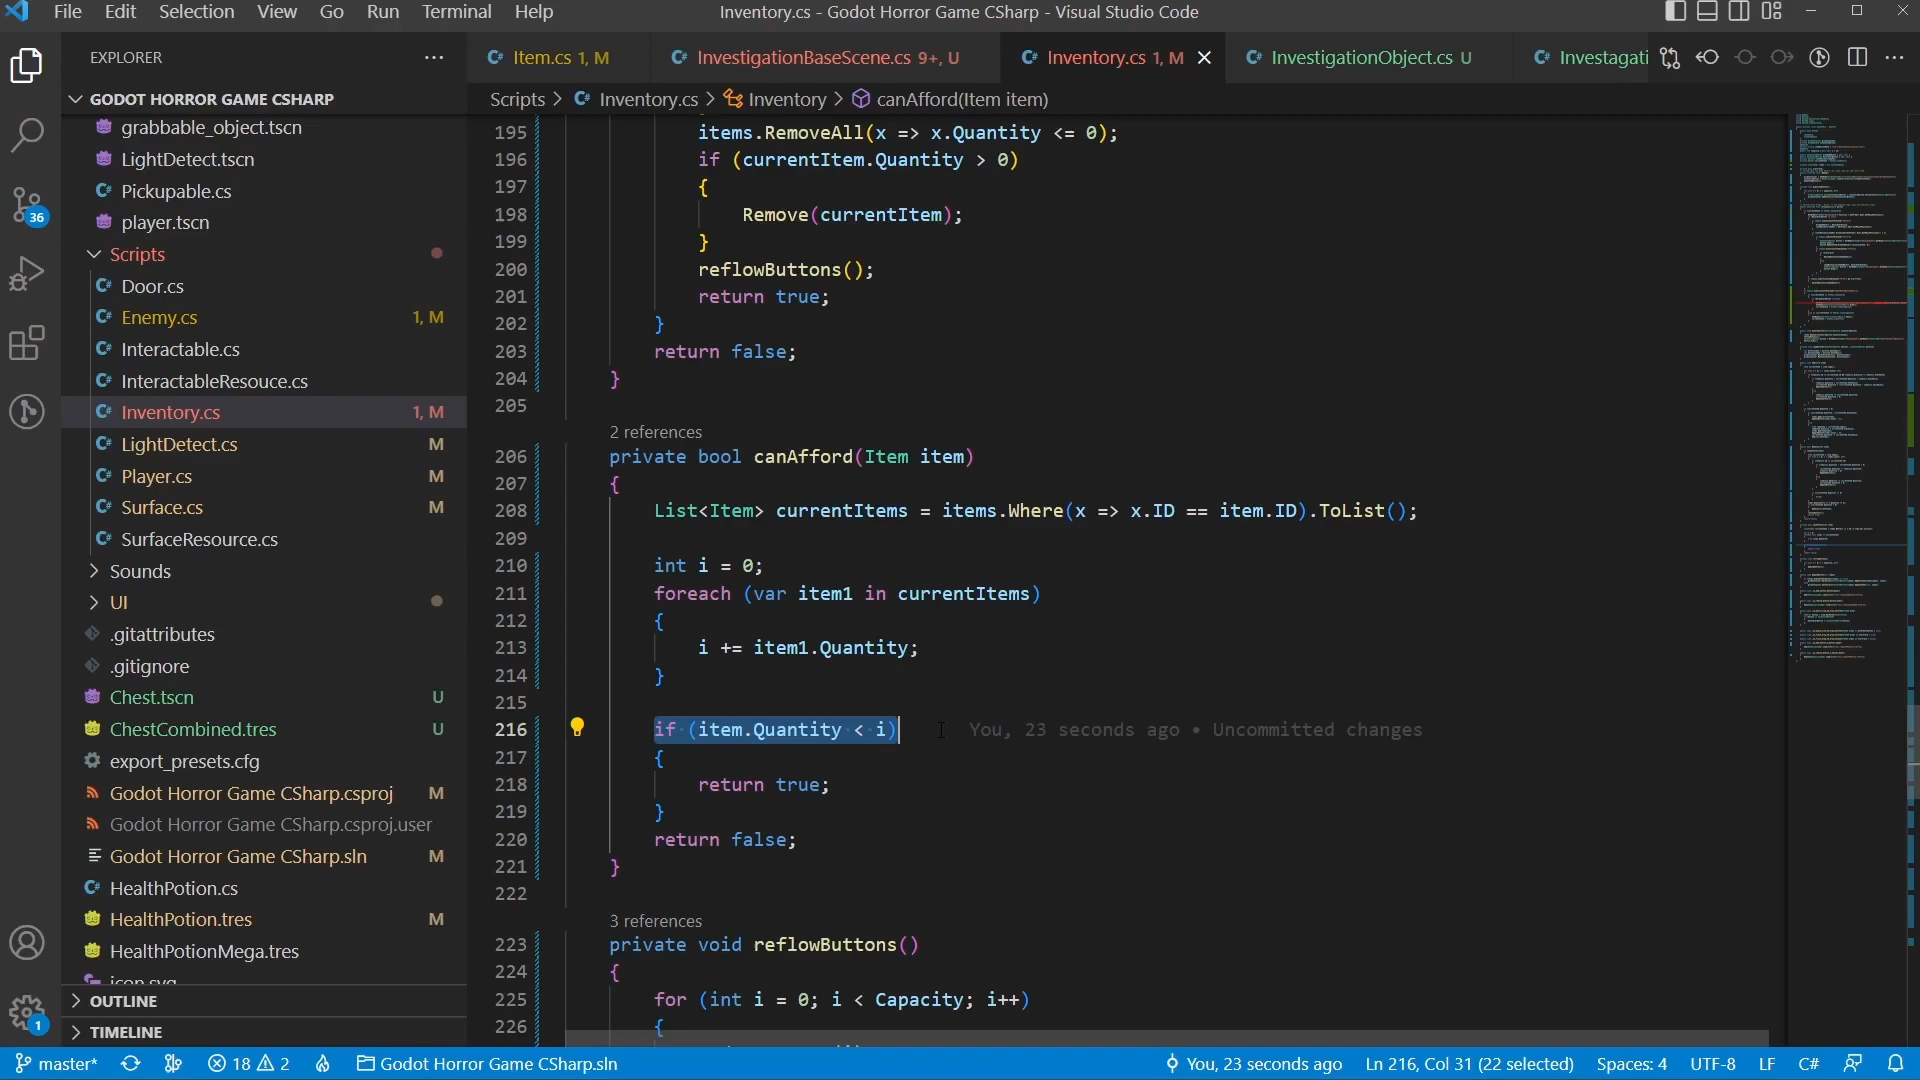 File Edit Selection View Go Run Terminal Help
Inventory.cs - Godot Horror Game CSharp - Visual Studio Code
EXPLORER
Item.cs 1, M
InvestigationBaseScene.cs 9+, U
Inventory.cs 1, M
InvestigationObject.cs U
Investagati
GODOT HORROR GAME CSHARP
Scripts > Inventory.cs > Inventory > canAfford(Item item)
grabbable_object.tscn
LightDetect.tscn
Pickupable.cs
player.tscn
Scripts
Door.cs
Enemy.cs 1, M
Interactable.cs
InteractableResouce.cs
Inventory.cs 1, M
LightDetect.cs M
Player.cs M
Surface.cs M
SurfaceResource.cs
Sounds
UI
.gitattributes
.gitignore
Chest.tscn U
ChestCombined.tres U
export_presets.cfg
Godot Horror Game CSharp.csproj M
Godot Horror Game CSharp.csproj.user
Godot Horror Game CSharp.sln M
HealthPotion.cs
HealthPotion.tres M
HealthPotionMega.tres
icon.svg
OUTLINE
TIMELINE
36
1
195 items.RemoveAll(x => x.Quantity <= 0);
196 if (currentItem.Quantity > 0)
197 {
198 Remove(currentItem);
199 }
200 reflowButtons();
201 return true;
202 }
203 return false;
204 }
205
2 references
206 private bool canAfford(Item item)
207 {
208 List<Item> currentItems = items.Where(x => x.ID == item.ID).ToList();
209
210 int i = 0;
211 foreach (var item1 in currentItems)
212 {
213 i += item1.Quantity;
214 }
215
216 if (item.Quantity < i) You, 23 seconds ago • Uncommitted changes
217 {
218 return true;
219 }
220 return false;
221 }
222
3 references
223 private void reflowButtons()
224 {
225 for (int i = 0; i < Capacity; i++)
226 {
master* 18 2 Godot Horror Game CSharp.sln You, 23 seconds ago Ln 216, Col 31 (22 selected) Spaces: 4 UTF-8 LF C#